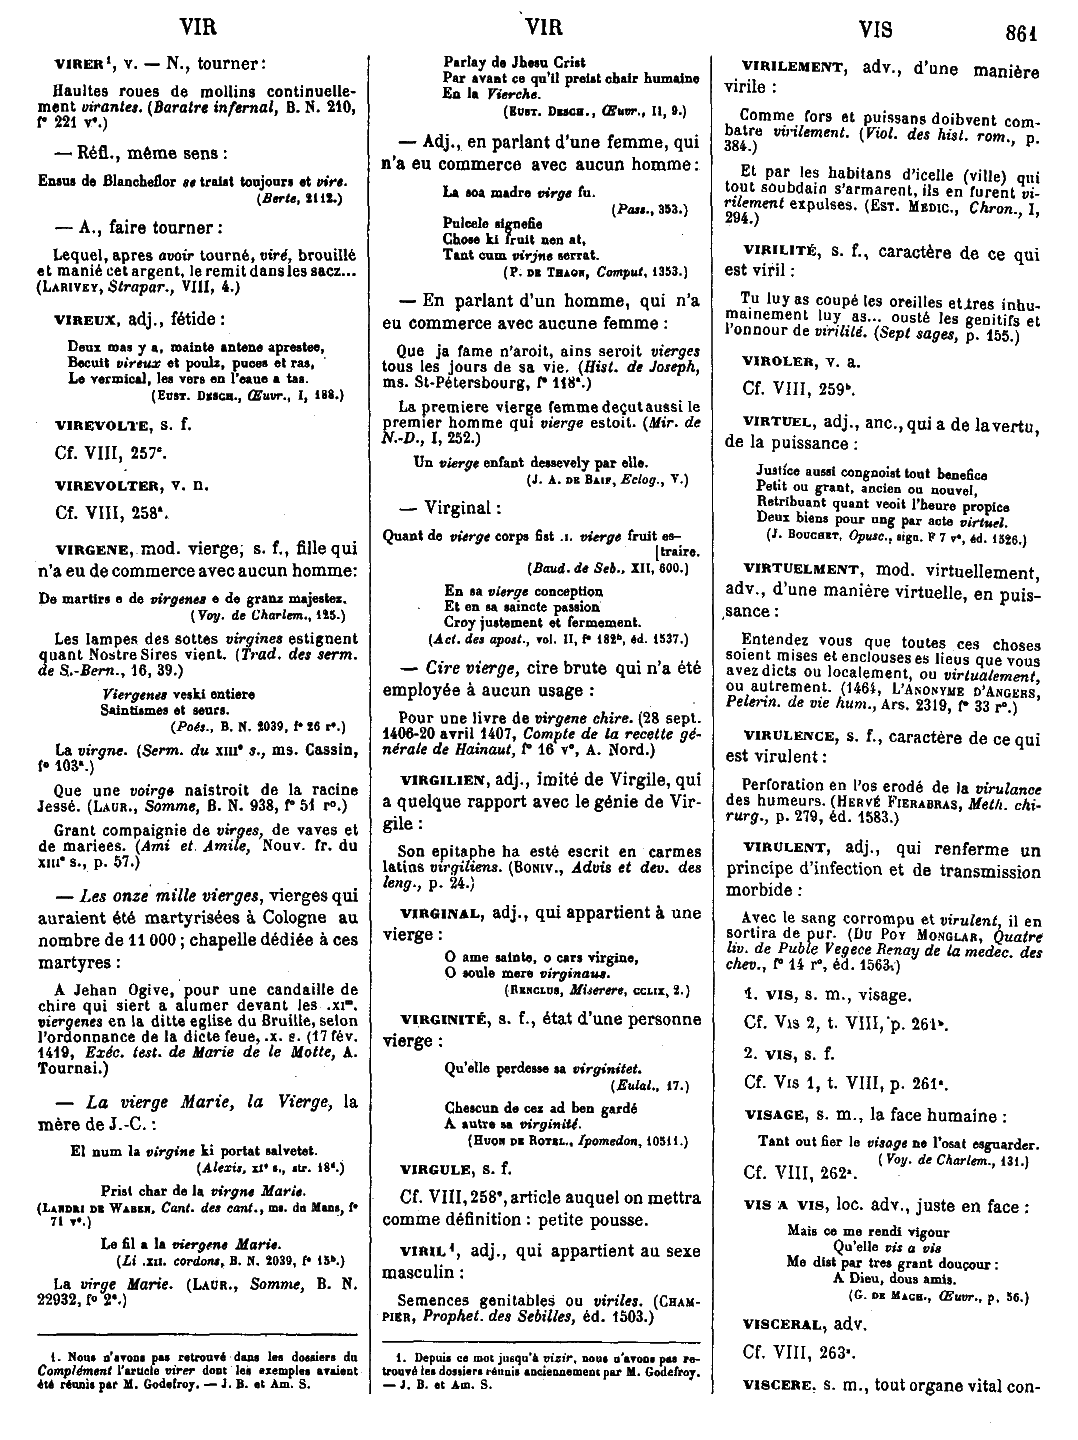 VIR
VIR
VIS
861
VIRER¹, v. — N., tourner :
Haultes roues de mollins continuelle-
ment virantes. (Baratre infernal, B. N. 210,
f° 221 v°.)
— Réfl., même sens :
Ensus de Blancheflor se traist toujours et vire.
(Berte, 2112.)
— A., faire tourner :
Lequel, apres avoir tourné, viré, brouillé
et manié cet argent, le remit dans les sacz...
(LARIVEY, Strapar., VIII, 4.)
VIREUX, adj., fétide :
Deux mas y a, mainte antene aprestee,
Becuit vireux et poulz, puces et ras,
Le vermical, les vers en l'eaue a tas.
(EUST. DESCH., Œuvr., I, 188.)
VIREVOLTE, s. f.
Cf. VIII, 257ᶜ.
VIREVOLTER, v. n.
Cf. VIII, 258ᵃ.
VIRGENE, mod. vierge, s. f., fille qui
n'a eu de commerce avec aucun homme:
De martirs e de virgenes e de granz majestez.
(Voy. de Charlem., 125.)
Les lampes des sottes virgines estignent
quant Nostre Sires vient. (Trad. des serm.
de S.-Bern., 16, 39.)
Viergenes veski entiere
Saintismes et seurs.
(Poés., B. N. 2039, f° 26 r°.)
La virgne. (Serm. du XIIIᵉ s., ms. Cassin,
f° 103ᵃ.)
Que une voirge naistroit de la racine
Jessé. (LAUR., Somme, B. N. 938, f° 51 r°.)
Grant compaignie de virges, de vaves et
de mariees. (Ami et Amile, Nouv. fr. du
XIIIᵉ s., p. 57.)
— Les onze mille vierges, vierges qui
auraient été martyrisées à Cologne au
nombre de 11 000 ; chapelle dédiée à ces
martyres :
A Jehan Ogive, pour une candaille de
chire qui siert a alumer devant les .XIᵐ.
viergenes en la ditte eglise du Bruille, selon
l'ordonnance de la dicte feue, .x. g. (17 fév.
1419, Exéc. test. de Marie de le Motte, A.
Tournai.)
— La vierge Marie, la Vierge, la
mère de J.-C. :
El num la virgine ki portat salvetet.
(Alexis, XIᵉ s., str. 18ᵈ.)
Prist char de la virgne Marie.
(LANDRI DE WABEN, Cant. des cant., ms. du Mans, f°
71 v°.)
Le fil a la viergene Marie.
(Li .XII. cordons, B. N. 2039, f° 15ᵇ.)
La virge Marie. (LAUR., Somme, B. N.
22932, f° 2ᵃ.)
1. Nous n'avons pas retrouvé dans les dossiers du
Complément l'article virer dont les exemples avaient
été réunis par M. Godefroy. — J. B. et Am. S.
Parlay de Jhesu Crist
Par avant ce qu'il preist chair humaine
En la Vierche.
(EUST. DESCH., Œuvr., II, 9.)
— Adj., en parlant d'une femme, qui
n'a eu commerce avec aucun homme :
La soa madre virge fu.
(Pass., 353.)
Pulcele signefie
Chose ki fruit nen at,
Tant cum virjne serrat.
(P. DE THAON, Comput, 1353.)
— En parlant d'un homme, qui n'a
eu commerce avec aucune femme :
Que ja fame n'aroit, ains seroit vierges
tous les jours de sa vie. (Hist. de Joseph,
ms. St-Pétersbourg, f° 118ᵃ.)
La premiere vierge femme deçut aussi le
premier homme qui vierge estoit. (Mir. de
N.-D., I, 252.)
Un vierge enfant dessevely par elle.
(J. A. DE BAIF, Eclog., V.)
— Virginal :
Quant de vierge corps fist .I. vierge fruit es-
[traire.
(Baud. de Seb., XII, 600.)
En sa vierge conception
Et en sa saincte passion
Croy justement et fermement.
(Act. des apost., vol. II, f° 182ᵇ, éd. 1537.)
— Cire vierge, cire brute qui n'a été
employée à aucun usage :
Pour une livre de virgene chire. (28 sept.
1406-20 avril 1407, Compte de la recette gé-
nérale de Hainaut, f° 16 v°, A. Nord.)
VIRGILIEN, adj., imité de Virgile, qui
a quelque rapport avec le génie de Vir-
gile :
Son epitaphe ha esté escrit en carmes
latins virgiliens. (BONIV., Advis et dev. des
leng., p. 24.)
VIRGINAL, adj., qui appartient à une
vierge :
O ame sainte, o cars virgine,
O soule mere virginaus.
(RENCLUS, Miserere, CCLIX, 2.)
VIRGINITÉ, s. f., état d'une personne
vierge :
Qu'elle perdesse sa virginitet.
(Eulal., 17.)
Chescun de cez ad ben gardé
A autre sa virginité.
(HUON DE ROTEL., Ipomedon, 10511.)
VIRGULE, s. f.
Cf. VIII, 258ᵃ, article auquel on mettra
comme définition : petite pousse.
VIRIL¹, adj., qui appartient au sexe
masculin :
Semences genitables ou viriles. (CHAM-
PIER, Prophet. des Sebilles, éd. 1503.)
1. Depuis ce mot jusqu'à vizir, nous n'avons pas re-
trouvé les dossiers réunis anciennement par M. Godefroy.
— J. B. et Am. S.
VIRILEMENT, adv., d'une manière
virile :
Comme fors et puissans doibvent com-
batre virilement. (Viol. des hist. rom., p.
384.)
Et par les habitans d'icelle (ville) qui
tout soubdain s'armarent, ils en furent vi-
rilement expulses. (EST. MEDIC., Chron., I,
294.)
VIRILITÉ, s. f., caractère de ce qui
est viril :
Tu luy as coupé les oreilles et tres inhu-
mainement luy as... ousté les genitifs et
l'onnour de virilité. (Sept sages, p. 155.)
VIROLER, v. a.
Cf. VIII, 259ᵇ.
VIRTUEL, adj., anc., qui a de la vertu,
de la puissance :
Justice aussi congnoist tout benefice
Petit ou grant, ancien ou nouvel,
Retribuant quant veoit l'heure propice
Deux biens pour ung par acte virtuel.
(J. BOUCHET, Opusc., sign. F 7 v°, éd. 1526.)
VIRTUELMENT, mod. virtuellement,
adv., d'une manière virtuelle, en puis-
sance :
Entendez vous que toutes ces choses
soient mises et enclouses es lieus que vous
avez dicts ou localement, ou virtualement,
ou autrement. (1464, L'ANONYME D'ANGERS,
Pelerin. de vie hum., Ars. 2319, f° 33 r°.)
VIRULENCE, s. f., caractère de ce qui
est virulent :
Perforation en l'os erodé de la virulance
des humeurs. (HERVÉ FIERABRAS, Meth. chi-
rurg., p. 279, éd. 1583.)
VIRULENT, adj., qui renferme un
principe d'infection et de transmission
morbide :
Avec le sang corrompu et virulent, il en
sortira de pur. (DU POY MONGLAR, Quatre
liv. de Puble Vegece Renay de la medec. des
chev., f° 14 r°, éd. 1563.)
1. VIS, s. m., visage.
Cf. VIS 2, t. VIII, p. 261ᵇ.
2. VIS, s. f.
Cf. VIS 1, t. VIII, p. 261ᵃ.
VISAGE, s. m., la face humaine :
Tant out fier le visage ne l'osat esguarder.
(Voy. de Charlem., 131.)
Cf. VIII, 262ᵃ.
VIS A VIS, loc. adv., juste en face :
Mais ce me rendi vigour
Qu'elle vis a vis
Me dist par tres grant douçour :
A Dieu, dous amis.
(G. DE MACH., Œuvr., p. 56.)
VISCERAL, adv.
Cf. VIII, 263ᵃ.
VISCERE, s. m., tout organe vital con-